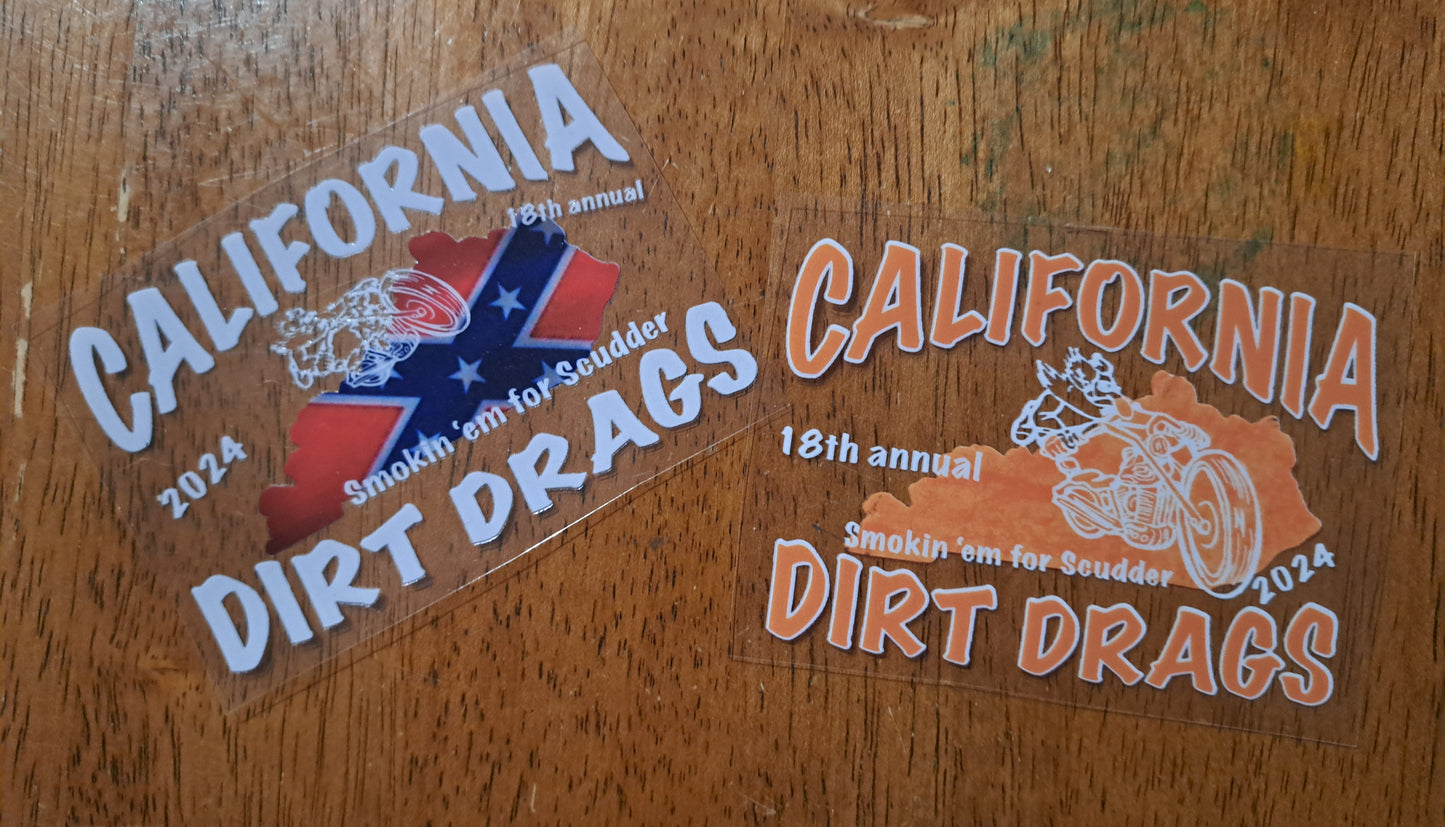 CALIFORNIA
18th annual
Smokin 'em for Scudder
2024
DIRT DRAGS
CALIFORNIA
18th annual
Smokin 'em for Scudder
2024
DIRT DRAGS